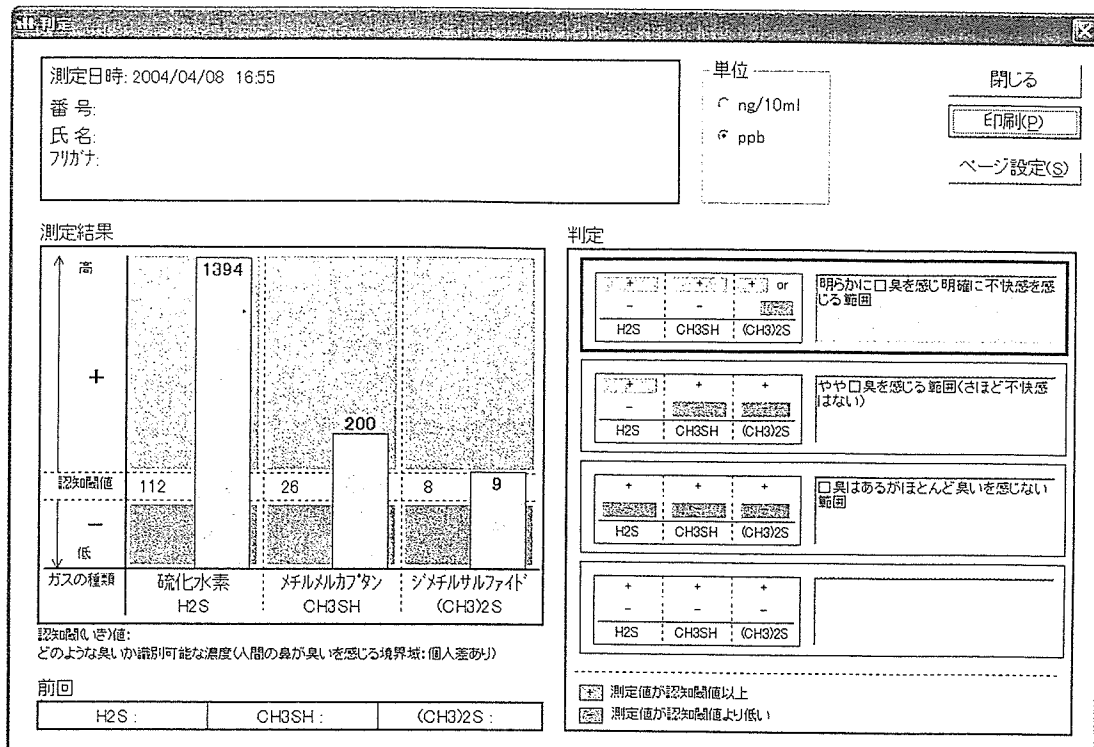 判定
測定日時: 2004/04/08 16:55
番 号:
氏 名:
フリガナ:
単位
ng/10ml
ppb
閉じる
印刷(P)
ページ設定(S)
測定結果
高
+
認知閾値
－
低
1394
200
9
112
26
8
ガスの種類
硫化水素
H2S
メチルメルカプタン
CH3SH
ジメチルサルファイド
(CH3)2S
認知閾(いき)値:
どのような臭いか識別可能な濃度(人間の鼻が臭いを感じる境界域: 個人差あり)
前回
H2S :
CH3SH :
(CH3)2S :
判定
+ + + or
－ －
H2S CH3SH (CH3)2S
明らかに口臭を感じ明確に不快感を感
じる範囲
+ + +
－
H2S CH3SH (CH3)2S
やや口臭を感じる範囲(さほど不快感
はない)
+ + +
H2S CH3SH (CH3)2S
口臭はあるがほとんど臭いを感じない
範囲
+ + +
－ － －
H2S CH3SH (CH3)2S
+ 測定値が認知閾値以上
測定値が認知閾値より低い